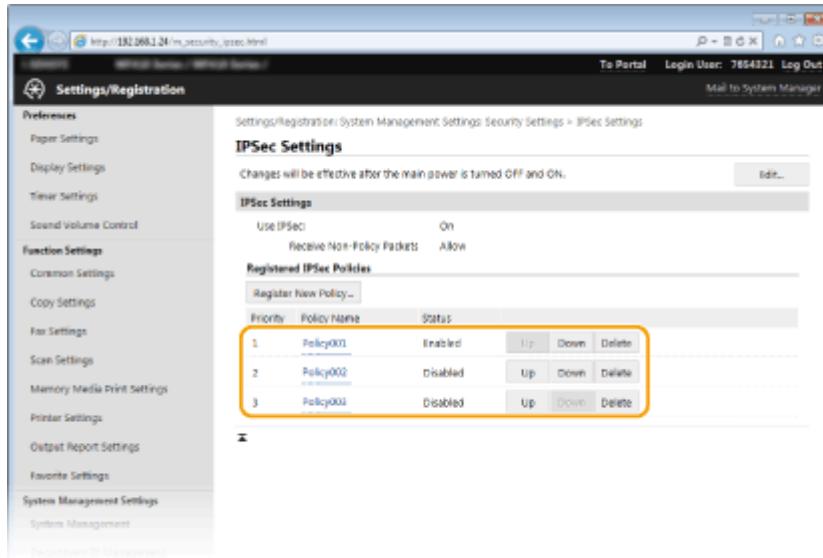 http://192.168.1.24/m_security_ipsec.html
To Portal Login User: 7654321 Log Out
Settings/Registration
Mail to System Manager
Preferences
Paper Settings
Display Settings
Timer Settings
Sound Volume Control
Function Settings
Common Settings
Copy Settings
Fax Settings
Scan Settings
Memory Media Print Settings
Printer Settings
Output Report Settings
Favorite Settings
System Management Settings
System Management
Department ID Management
Settings/Registration: System Management Settings: Security Settings > IPSec Settings
IPSec Settings
Changes will be effective after the main power is turned OFF and ON.
Edit...
IPSec Settings
Use IPSec: On
Receive Non-Policy Packets Allow
Registered IPSec Policies
Register New Policy...
Priority Policy Name Status
1 Policy001 Enabled Up Down Delete
2 Policy002 Disabled Up Down Delete
3 Policy003 Disabled Up Down Delete